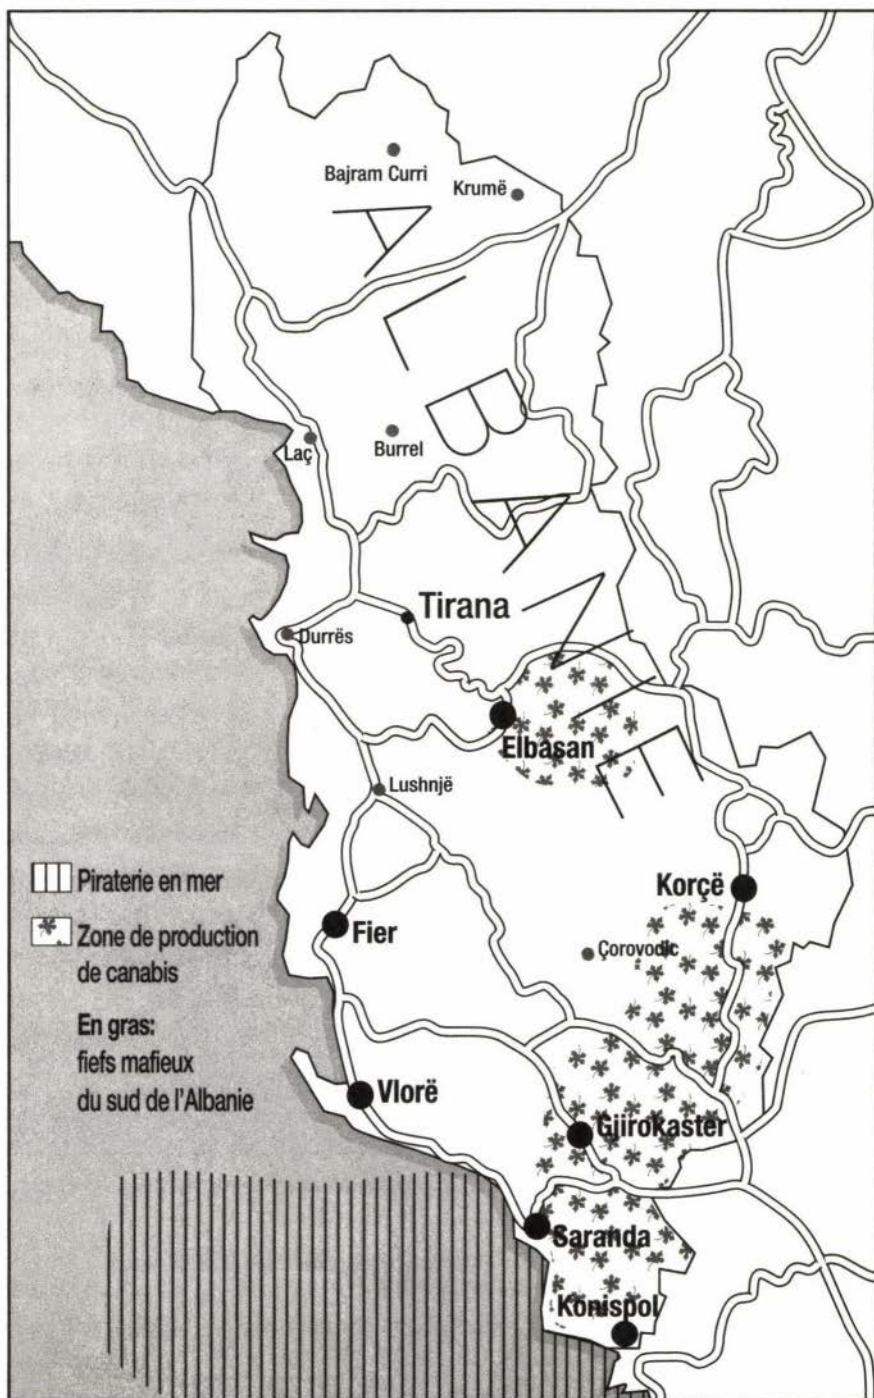 Bajram Curri
Krumë
ALBANIE
Laç
Burrel
Tirana
Durrës
Elbasan
Lushnjë
Piraterie en mer
Korçë
Fier
Zone de production
de canabis
Çorovodic
En gras:
fiefs mafieux
du sud de l'Albanie
Vlorë
Gjirokaster
Saranda
Konispol